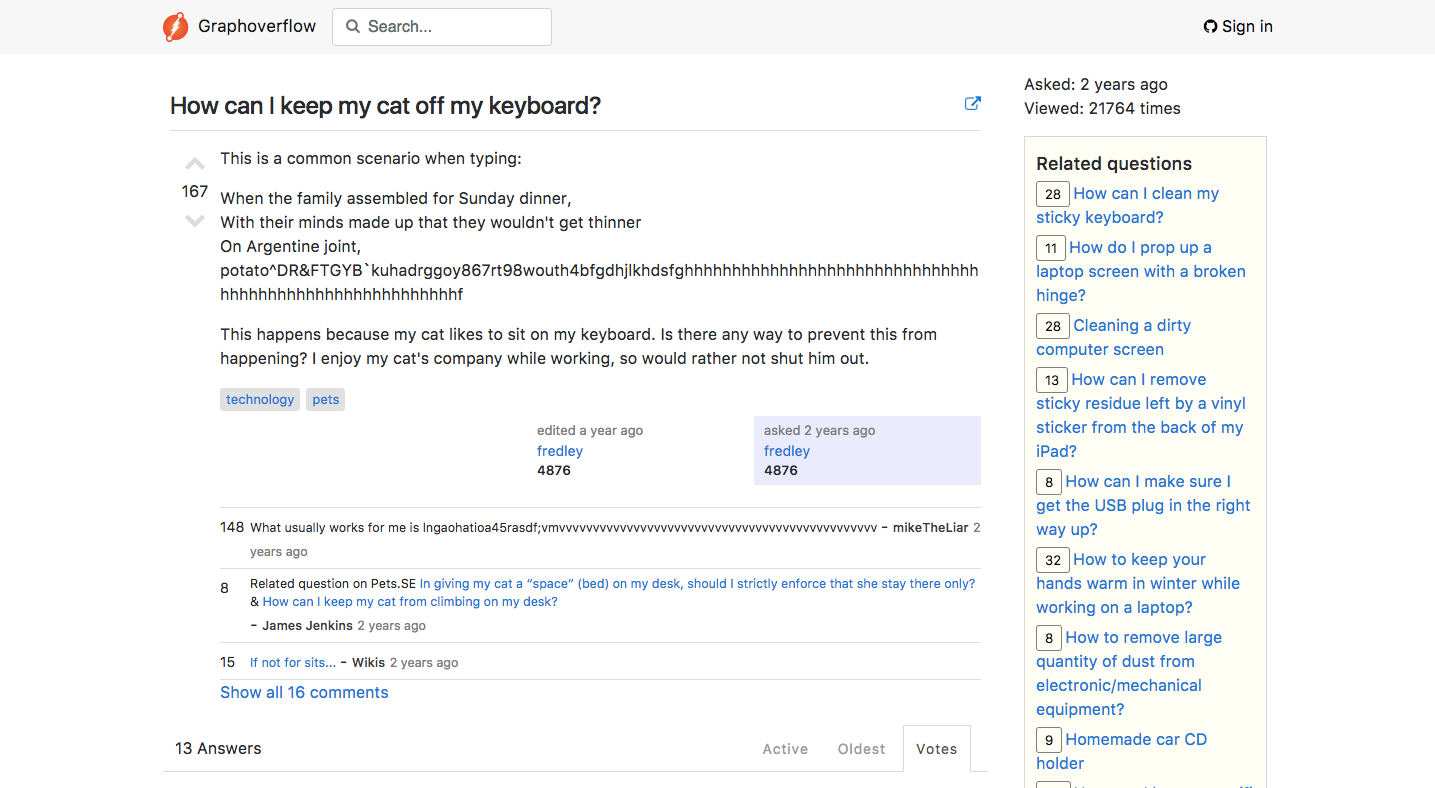 Graphoverflow
Search...
Sign in
How can I keep my cat off my keyboard?
167
This is a common scenario when typing:
When the family assembled for Sunday dinner,
With their minds made up that they wouldn't get thinner
On Argentine joint,
potato^DR&FTGYB`kuhadrggoy867rt98wouth4bfgdhjlkhdsfghhhhhhhhhhhhhhhhhhhhhhhhhhhhhhh
hhhhhhhhhhhhhhhhhhhhhhhhhf
This happens because my cat likes to sit on my keyboard. Is there any way to prevent this from
happening? I enjoy my cat's company while working, so would rather not shut him out.
technology pets
edited a year ago
fredley
4876
asked 2 years ago
fredley
4876
148 What usually works for me is lngaohatioa45rasdf;vmvvvvvvvvvvvvvvvvvvvvvvvvvvvvvvvvvvvvvvvvvvvvvv – mikeTheLiar 2
years ago
8 Related question on Pets.SE In giving my cat a “space” (bed) on my desk, should I strictly enforce that she stay there only?
& How can I keep my cat from climbing on my desk?
– James Jenkins 2 years ago
15 If not for sits... – Wikis 2 years ago
Show all 16 comments
13 Answers
Active Oldest Votes
Asked: 2 years ago
Viewed: 21764 times
Related questions
28 How can I clean my
sticky keyboard?
11 How do I prop up a
laptop screen with a broken
hinge?
28 Cleaning a dirty
computer screen
13 How can I remove
sticky residue left by a vinyl
sticker from the back of my
iPad?
8 How can I make sure I
get the USB plug in the right
way up?
32 How to keep your
hands warm in winter while
working on a laptop?
8 How to remove large
quantity of dust from
electronic/mechanical
equipment?
9 Homemade car CD
holder